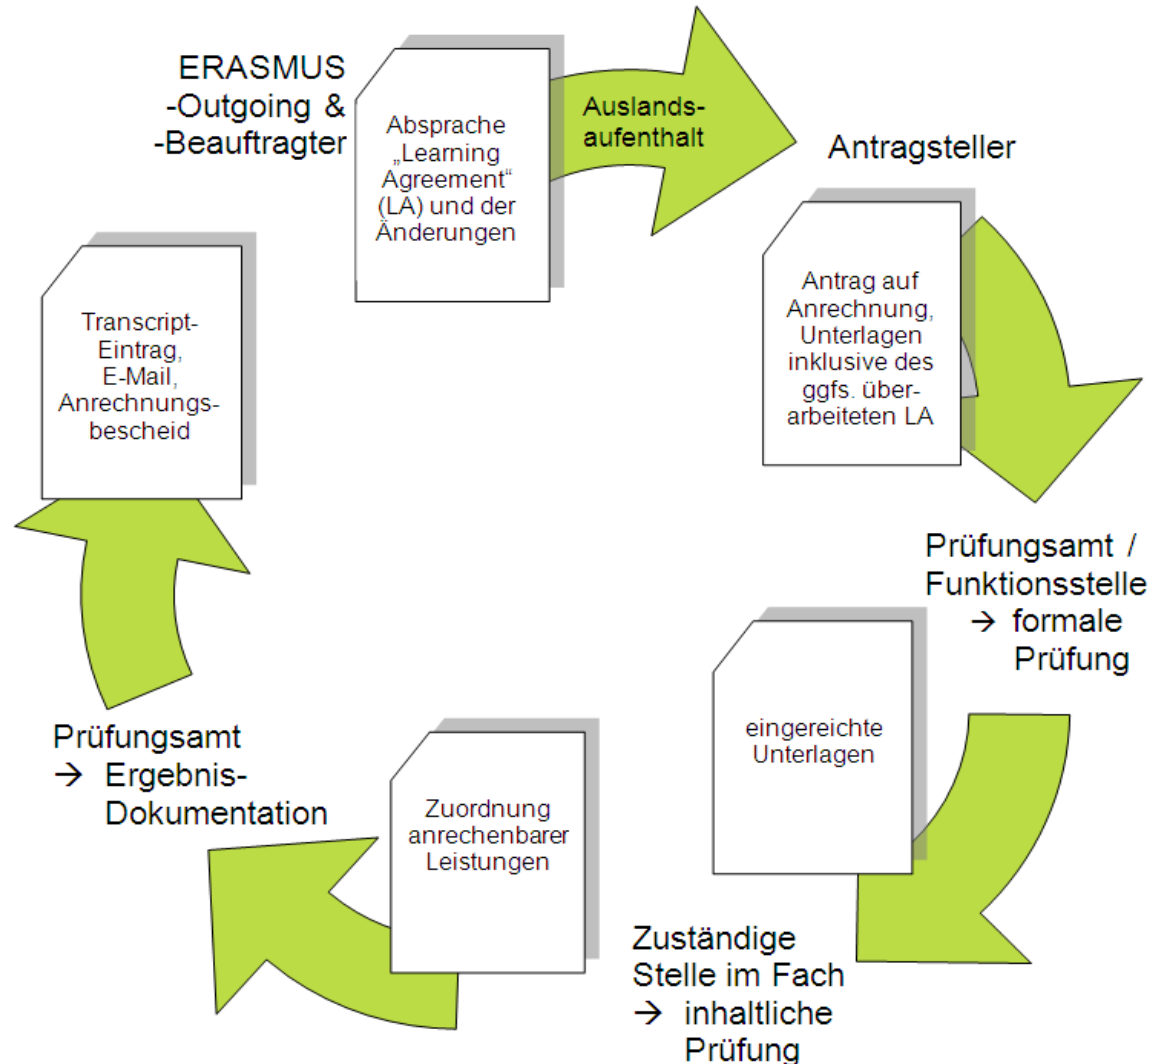 ERASMUS
-Outgoing &
-Beauftragter
Absprache
„Learning
Agreement“
(LA) und der
Änderungen
Auslands-
aufenthalt
Antragsteller
Antrag auf
Anrechnung,
Unterlagen
inklusive des
ggfs. über-
arbeiteten LA
Prüfungsamt /
Funktionsstelle
→ formale
Prüfung
eingereichte
Unterlagen
Zuständige
Stelle im Fach
→ inhaltliche
Prüfung
Zuordnung
anrechenbarer
Leistungen
Prüfungsamt
→ Ergebnis-
Dokumentation
Transcript-
Eintrag,
E-Mail,
Anrechnungs-
bescheid